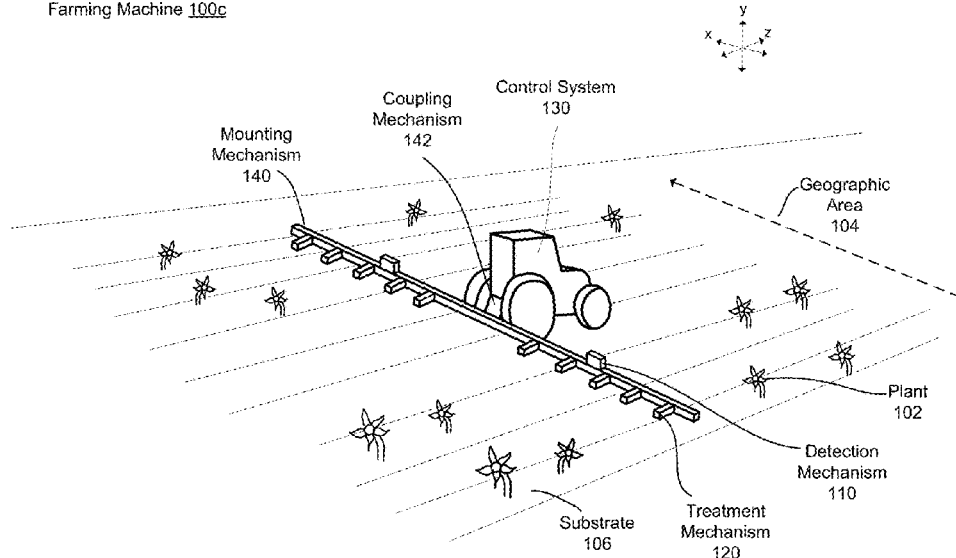 Farming Machine 100c
y
x
z
Control System
130
Coupling
Mechanism
142
Mounting
Mechanism
140
Geographic
Area
104
Plant
102
Detection
Mechanism
110
Treatment
Mechanism
120
Substrate
106